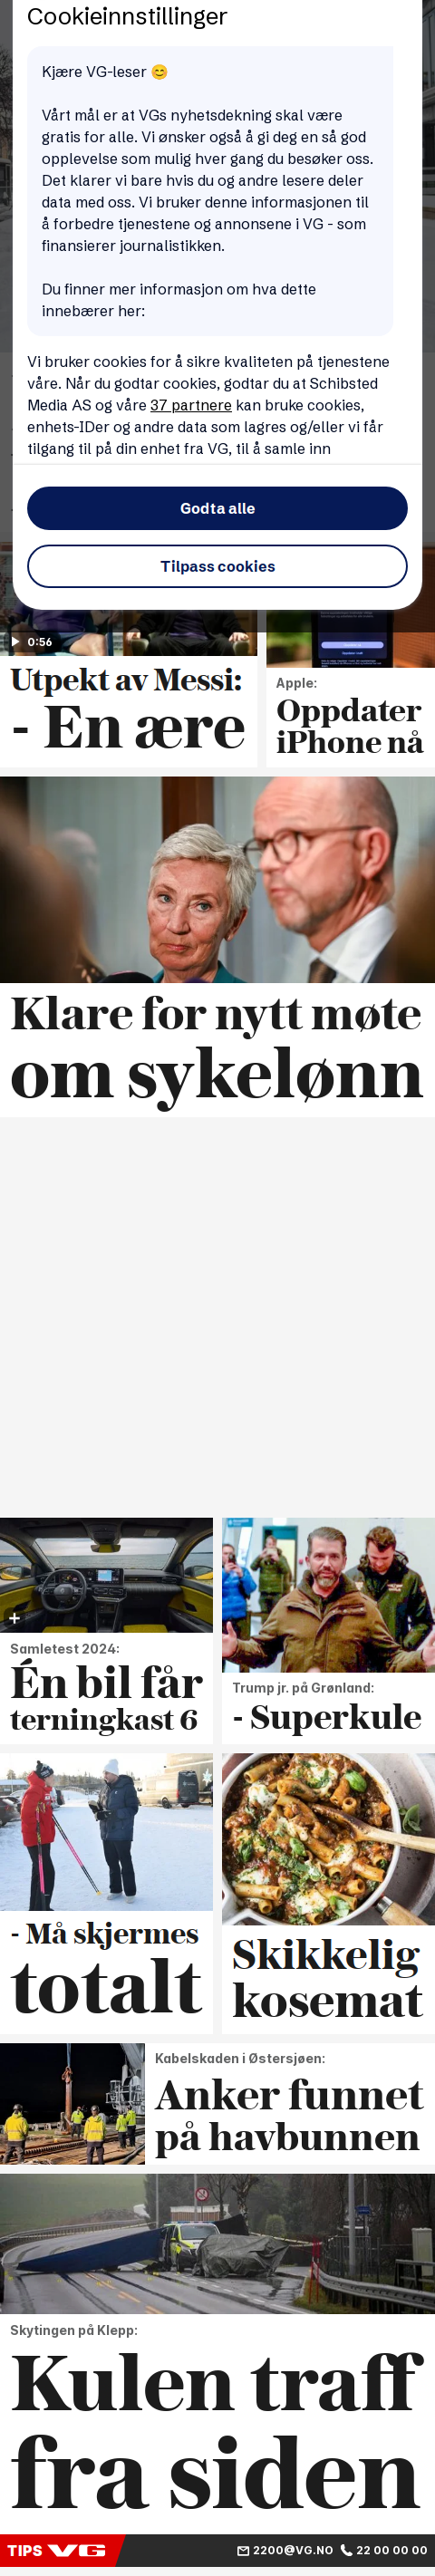 Cookieinnstillinger
Kjære VG-leser 😊
Vårt mål er at VGs nyhetsdekning skal være
gratis for alle. Vi ønsker også å gi deg en så god
opplevelse som mulig hver gang du besøker oss.
Det klarer vi bare hvis du og andre lesere deler
data med oss. Vi bruker denne informasjonen til
å forbedre tjenestene og annonsene i VG - som
finansierer journalistikken.
Du finner mer informasjon om hva dette
innebærer her:
Vi bruker cookies for å sikre kvaliteten på tjenestene
våre. Når du godtar cookies, godtar du at Schibsted
Media AS og våre 37 partnere kan bruke cookies,
enhets-IDer og andre data som lagres og/eller vi får
tilgang til på din enhet fra VG, til å samle inn
Godta alle
Tilpass cookies
0:56
Utpekt av Messi:
- En ære
Apple:
Oppdater
iPhone nå
Klare for nytt møte
om sykelønn
Samletest 2024:
Én bil får
terningkast 6
Trump jr. på Grønland:
- Superkule
- Må skjermes
totalt
Skikkelig
kosemat
Kabelskaden i Østersjøen:
Anker funnet
på havbunnen
Skytingen på Klepp:
Kulen traff
fra siden
TIPS VG 2200@VG.NO 22 00 00 00